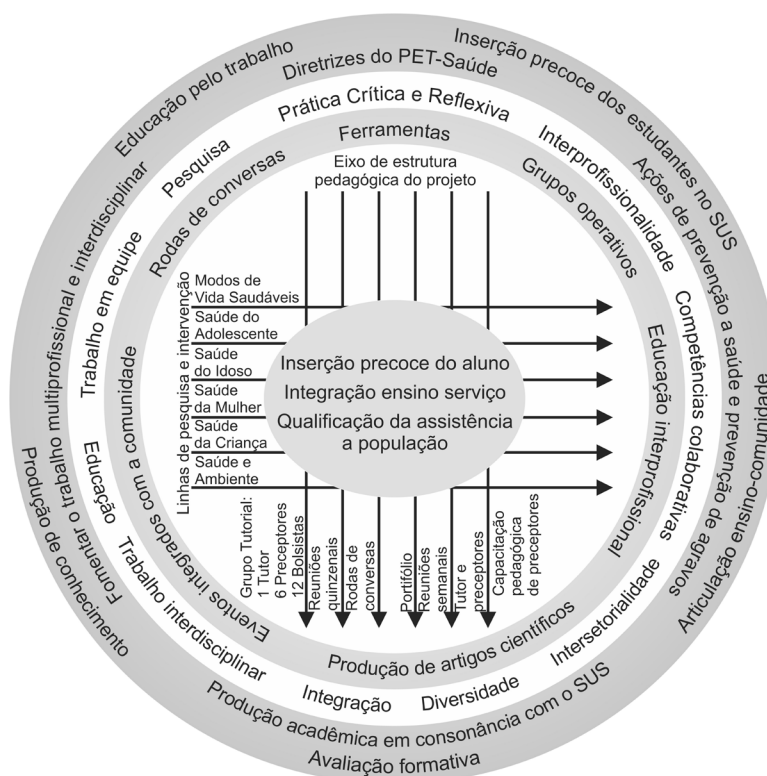 Inserção precoce dos estudantes no SUS
Educação pelo trabalho
Diretrizes do PET-Saúde
Ações de prevenção a saúde e prevenção de agravos
Articulação ensino-comunidade
Produção acadêmica em consonância com o SUS
Avaliação formativa
Produção de conhecimento
Fomentar o trabalho multiprofissional e interdisciplinar
Prática Crítica e Reflexiva
Interprofissionalidade
Competências colaborativas
Intersetorialidade
Diversidade
Integração
Trabalho interdisciplinar
Educação
Trabalho em equipe
Pesquisa
Ferramentas
Grupos operativos
Educação interprofissional
Produção de artigos científicos
Eventos integrados com a comunidade
Rodas de conversas
Eixo de estrutura
pedagógica do projeto
Linhas de pesquisa e intervenção
Modos de
Vida Saudáveis
Saúde do
Adolescente
Saúde
do Idoso
Saúde
da Mulher
Saúde
da Criança
Saúde e
Ambiente
Inserção precoce do aluno
Integração ensino serviço
Qualificação da assistência
a população
Grupo Tutorial:
1 Tutor
6 Preceptores
12 Bolsistas
Reuniões
quinzenais
Rodas de
conversas
Portifólio
Reuniões
semanais
Tutor e
preceptores
Capacitação
pedagógica
de preceptores